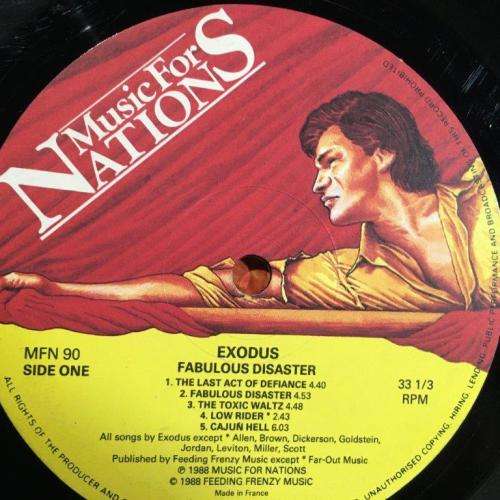 Music For
NATIONS
MFN 90
SIDE ONE
EXODUS
FABULOUS DISASTER
1. THE LAST ACT OF DEFIANCE 4.40
2. FABULOUS DISASTER 4.53
3. THE TOXIC WALTZ 4.48
4. LOW RIDER * 2.43
5. CAJUN HELL 6.03
33 1/3
RPM
All songs by Exodus except * Allen, Brown, Dickerson, Goldstein,
Jordan, Leviton, Miller, Scott
Published by Feeding Frenzy Music except * Far-Out Music
℗ 1988 MUSIC FOR NATIONS
© 1988 FEEDING FRENZY MUSIC
Made in France
ALL RIGHTS OF THE PRODUCER AND
UNAUTHORISED COPYING, HIRING, LENDING, PUBLIC PERFORMANCE AND BROADCASTING OF THIS RECORD PROHIBITED